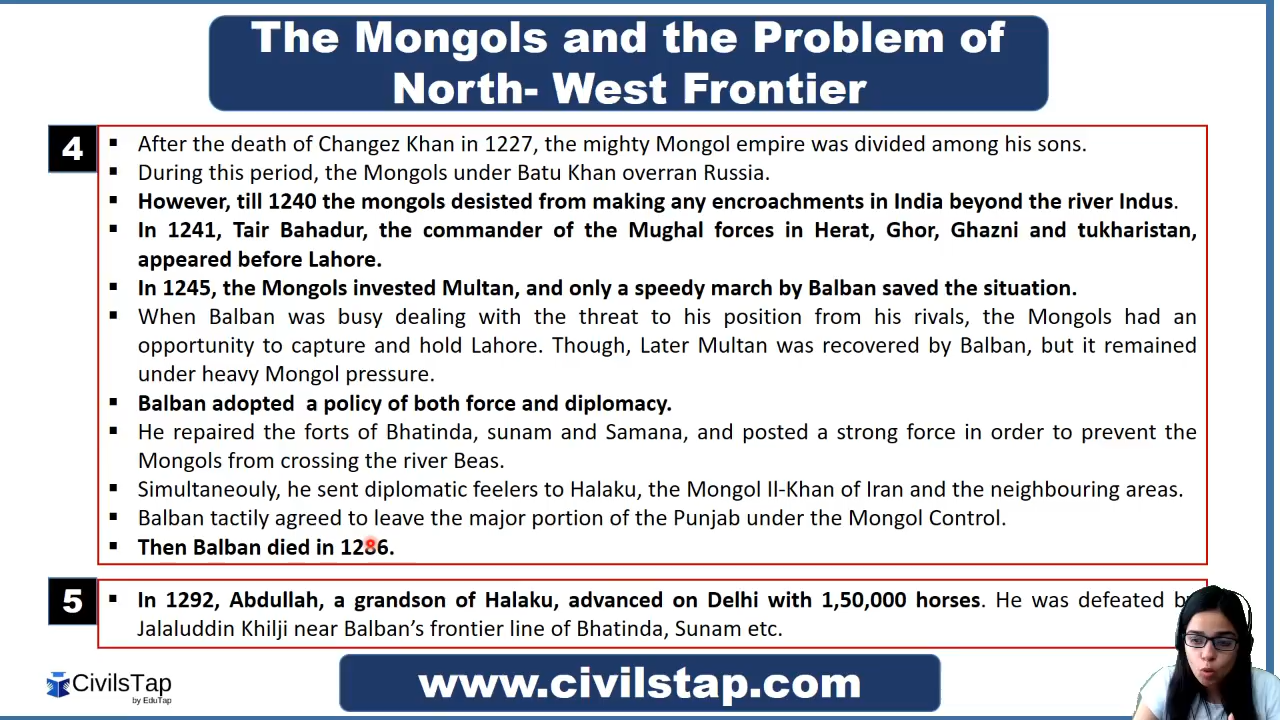 The Mongols and the Problem of
North- West Frontier
4
▪ After the death of Changez Khan in 1227, the mighty Mongol empire was divided among his sons.
▪ During this period, the Mongols under Batu Khan overran Russia.
▪ However, till 1240 the mongols desisted from making any encroachments in India beyond the river Indus.
▪ In 1241, Tair Bahadur, the commander of the Mughal forces in Herat, Ghor, Ghazni and tukharistan,
appeared before Lahore.
▪ In 1245, the Mongols invested Multan, and only a speedy march by Balban saved the situation.
▪ When Balban was busy dealing with the threat to his position from his rivals, the Mongols had an
opportunity to capture and hold Lahore. Though, Later Multan was recovered by Balban, but it remained
under heavy Mongol pressure.
▪ Balban adopted a policy of both force and diplomacy.
▪ He repaired the forts of Bhatinda, sunam and Samana, and posted a strong force in order to prevent the
Mongols from crossing the river Beas.
▪ Simultaneouly, he sent diplomatic feelers to Halaku, the Mongol Il-Khan of Iran and the neighbouring areas.
▪ Balban tactily agreed to leave the major portion of the Punjab under the Mongol Control.
▪ Then Balban died in 1286.
5
▪ In 1292, Abdullah, a grandson of Halaku, advanced on Delhi with 1,50,000 horses. He was defeated
Jalaluddin Khilji near Balban's frontier line of Bhatinda, Sunam etc.
CivilsTap
by EduTap
www.civilstap.com